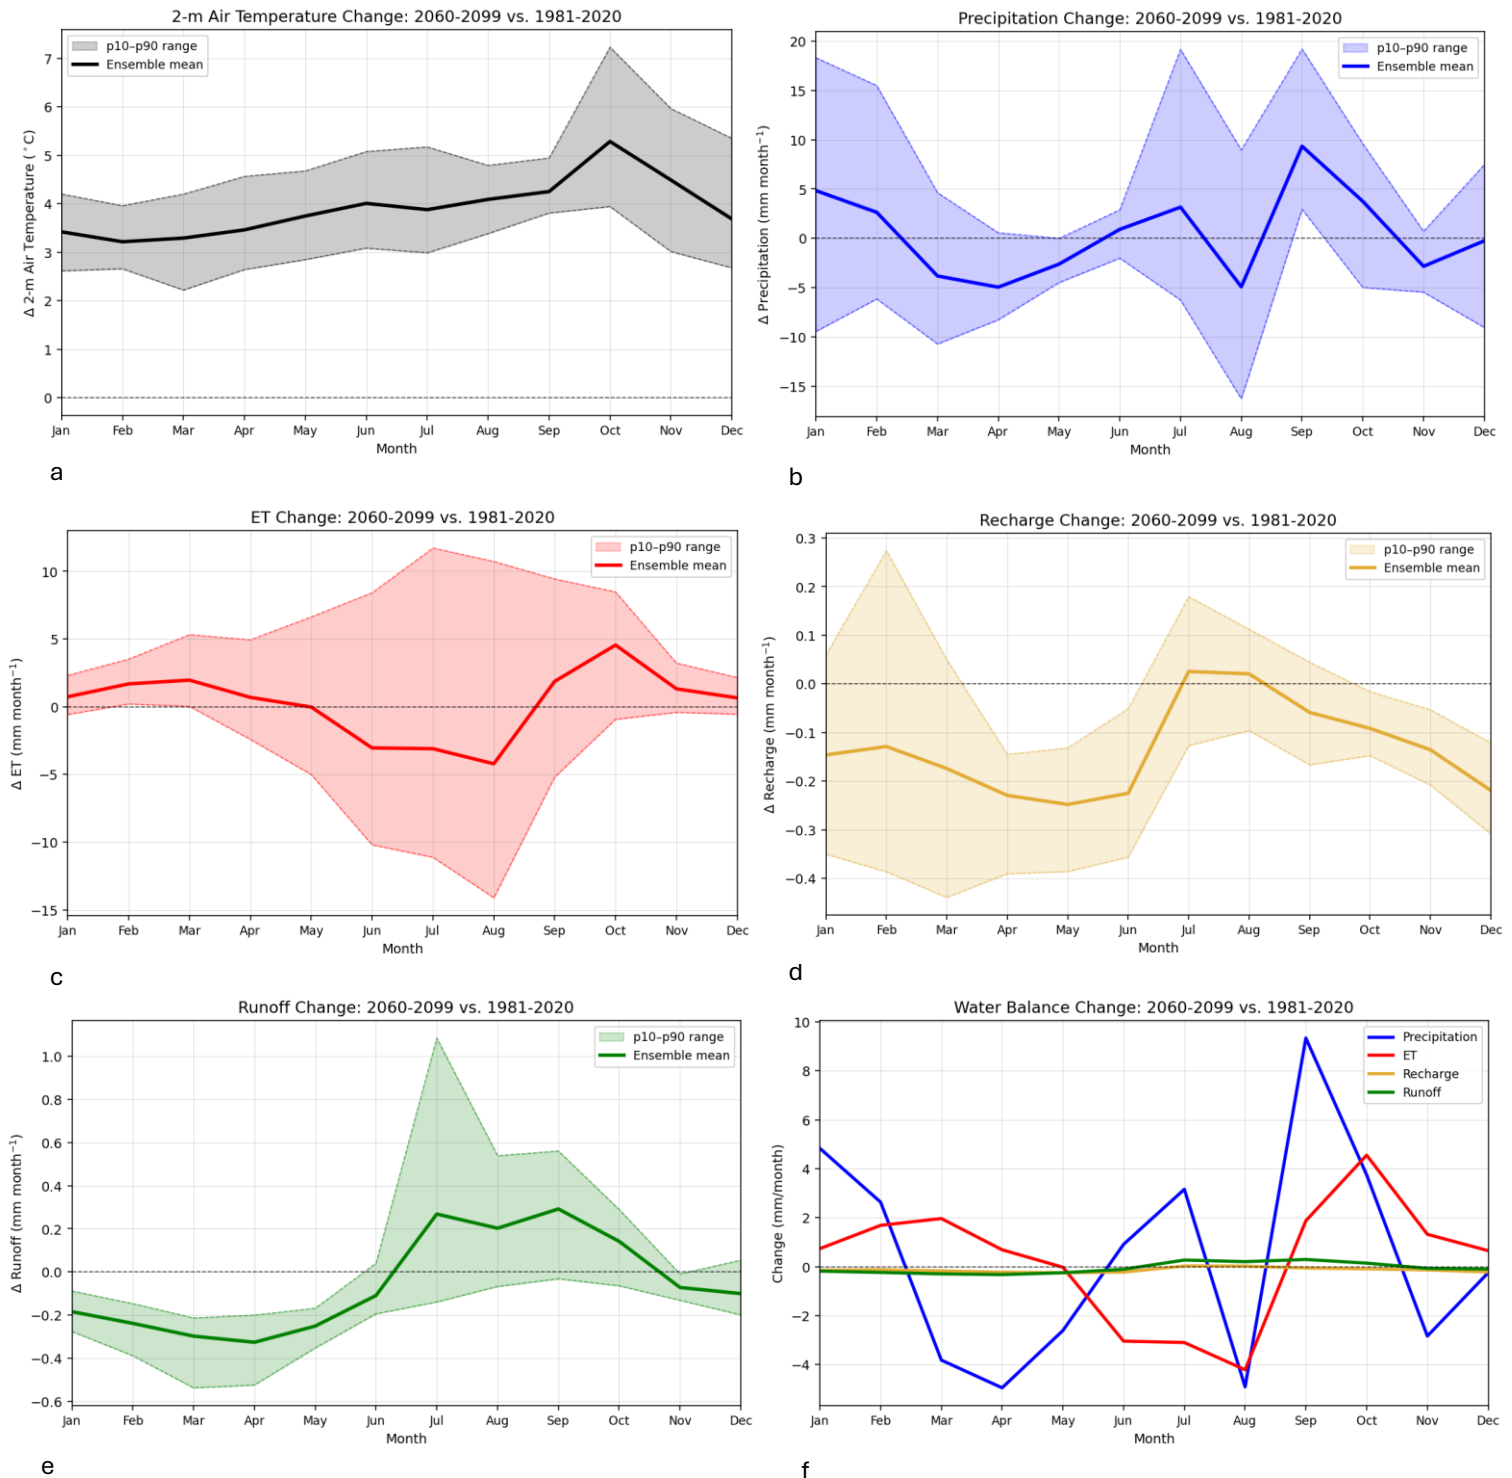 2-m Air Temperature Change: 2060-2099 vs. 1981-2020
p10–p90 range
Ensemble mean
Δ 2-m Air Temperature (°C)
7
6
5
4
3
2
1
0
Jan Feb Mar Apr May Jun Jul Aug Sep Oct Nov Dec
Month
a
Precipitation Change: 2060-2099 vs. 1981-2020
p10–p90 range
Ensemble mean
Δ Precipitation (mm month⁻¹)
20
15
10
5
0
−5
−10
−15
Jan Feb Mar Apr May Jun Jul Aug Sep Oct Nov Dec
Month
b
ET Change: 2060-2099 vs. 1981-2020
p10–p90 range
Ensemble mean
Δ ET (mm month⁻¹)
10
5
0
−5
−10
−15
Jan Feb Mar Apr May Jun Jul Aug Sep Oct Nov Dec
Month
c
Recharge Change: 2060-2099 vs. 1981-2020
p10–p90 range
Ensemble mean
Δ Recharge (mm month⁻¹)
0.3
0.2
0.1
0.0
−0.1
−0.2
−0.3
−0.4
Jan Feb Mar Apr May Jun Jul Aug Sep Oct Nov Dec
Month
d
Runoff Change: 2060-2099 vs. 1981-2020
p10–p90 range
Ensemble mean
Δ Runoff (mm month⁻¹)
1.0
0.8
0.6
0.4
0.2
0.0
−0.2
−0.4
−0.6
Jan Feb Mar Apr May Jun Jul Aug Sep Oct Nov Dec
Month
e
Water Balance Change: 2060-2099 vs. 1981-2020
Precipitation
ET
Recharge
Runoff
Change (mm/month)
10
8
6
4
2
0
−2
−4
Jan Feb Mar Apr May Jun Jul Aug Sep Oct Nov Dec
Month
f